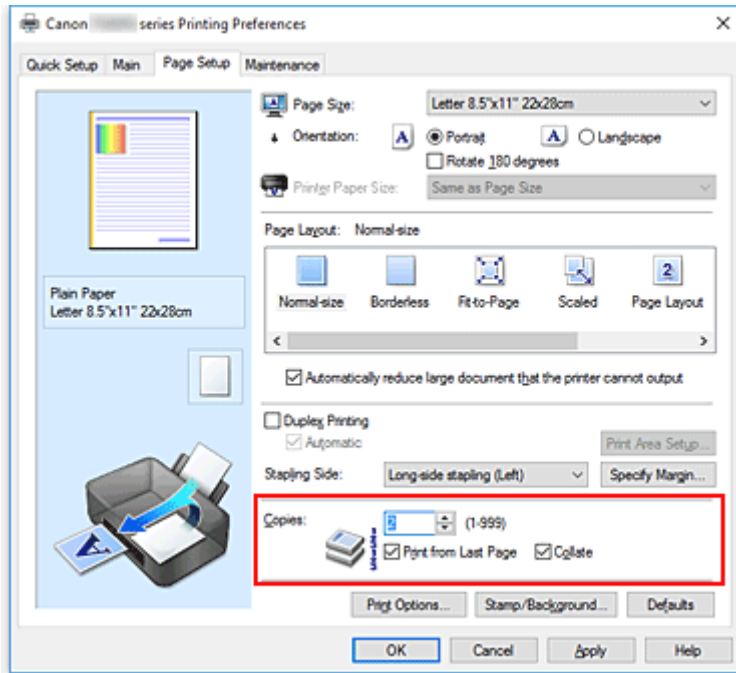 Canon series Printing Preferences
Quick Setup Main Page Setup Maintenance
Page Size: Letter 8.5"x11" 22x28cm
Orientation: A Portrait A Landscape
Rotate 180 degrees
Printer Paper Size: Same as Page Size
Page Layout: Normal-size
2
Normal-size Borderless Fit-to-Page Scaled Page Layout
Plain Paper
Letter 8.5"x11" 22x28cm
Automatically reduce large document that the printer cannot output
Duplex Printing
Automatic
Print Area Setup...
Stapling Side: Long-side stapling (Left) Specify Margin...
Copies: 2 (1-999)
Print from Last Page Collate
A
Print Options... Stamp/Background... Defaults
OK Cancel Apply Help